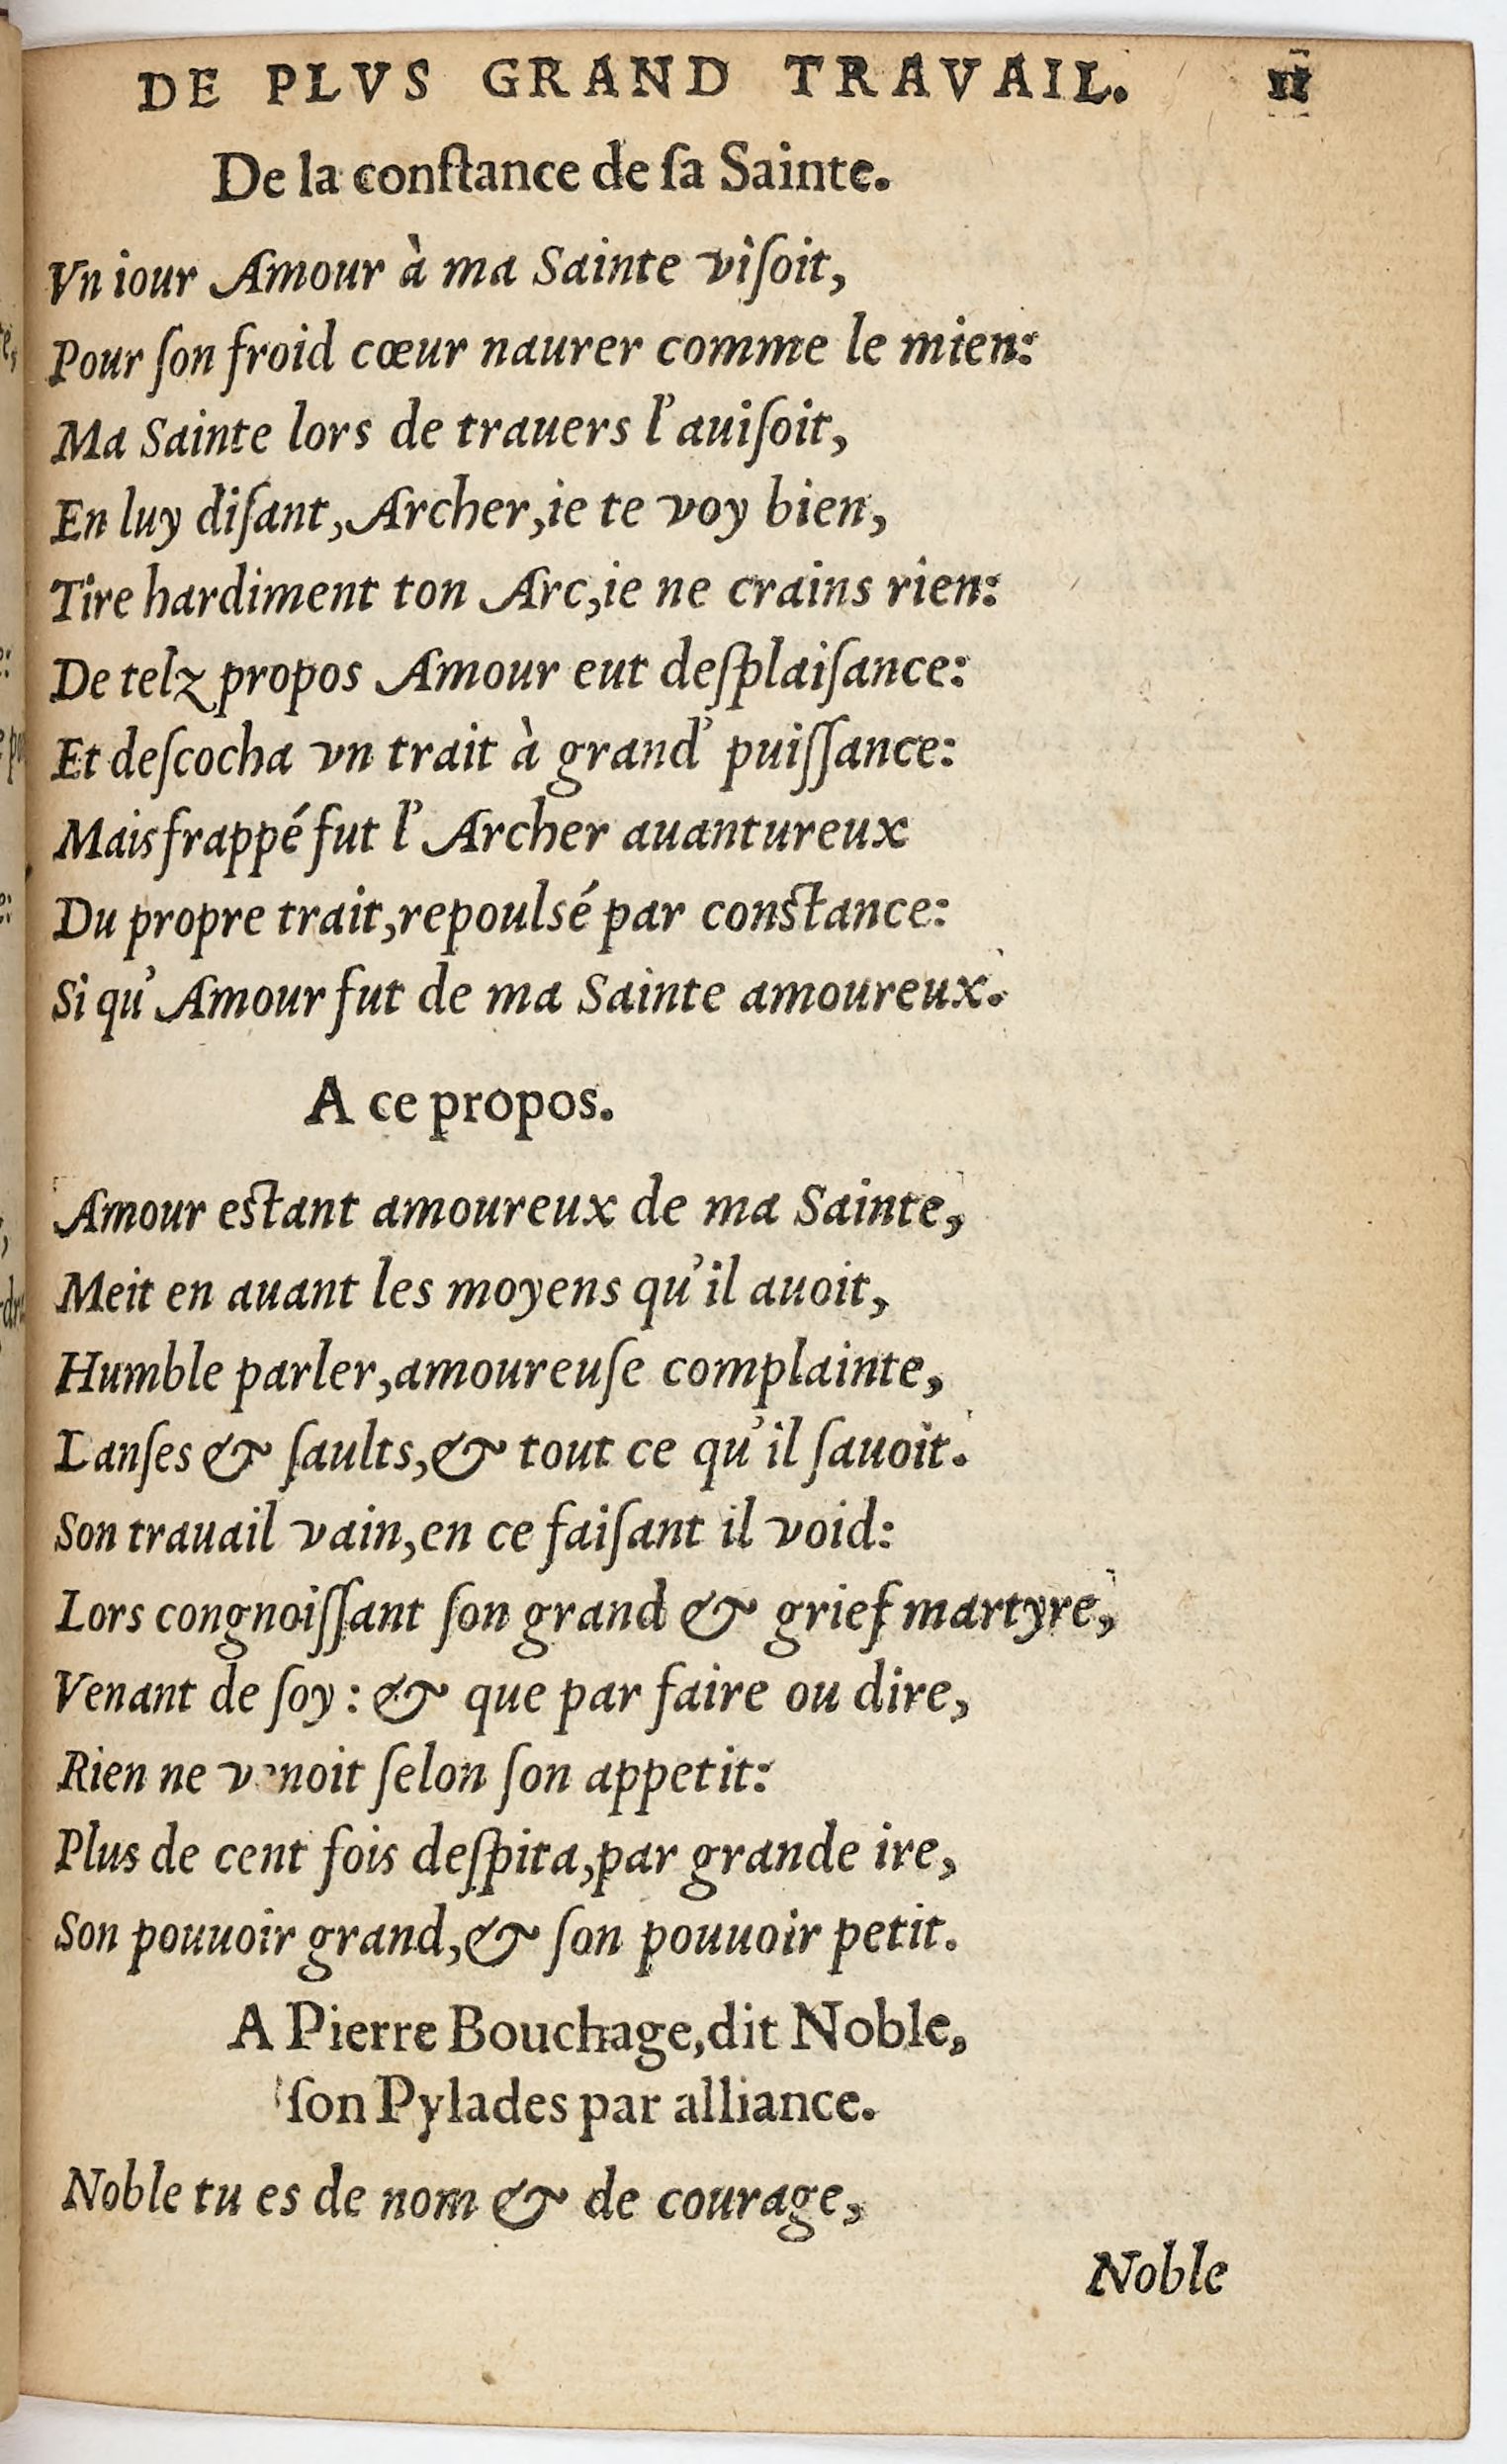 DE PLVS GRAND TRAVAIL. 11
De la conſtance de ſa Sainte.
Vn iour Amour à ma Sainte viſoit,
Pour ſon froid cœur naurer comme le mien:
Ma Sainte lors de trauers l'auiſoit,
En luy diſant, Archer, ie te voy bien,
Tire hardiment ton Arc, ie ne crains rien:
De telz propos Amour eut deſplaiſance:
Et deſcocha vn trait à grand' puiſſance:
Mais frappé fut l'Archer auantureux
Du propre trait, repoulsé par conſtance:
Si qu'Amour fut de ma Sainte amoureux.
A ce propos.
Amour eſtant amoureux de ma Sainte,
Meit en auant les moyens qu'il auoit,
Humble parler, amoureuſe complainte,
Lanſes & ſaults, & tout ce qu'il ſauoit.
Son trauail vain, en ce faiſant il void:
Lors congnoiſſant ſon grand & grief martyre,
Venant de ſoy: & que par faire ou dire,
Rien ne venoit ſelon ſon appetit:
Plus de cent fois deſpita, par grande ire,
Son pouuoir grand, & ſon pouuoir petit.
A Pierre Bouchage, dit Noble,
ſon Pylades par alliance.
Noble tu es de nom & de courage,
Noble